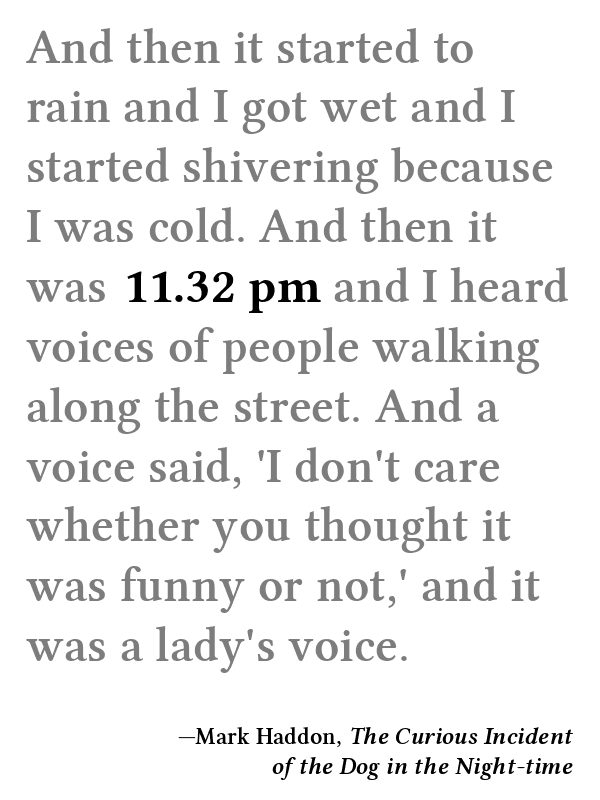 And then it started to
rain and I got wet and I
started shivering because
I was cold. And then it
was 11.32 pm and I heard
voices of people walking
along the street. And a
voice said, 'I don't care
whether you thought it
was funny or not,' and it
was a lady's voice.
—Mark Haddon, The Curious Incident
of the Dog in the Night-time